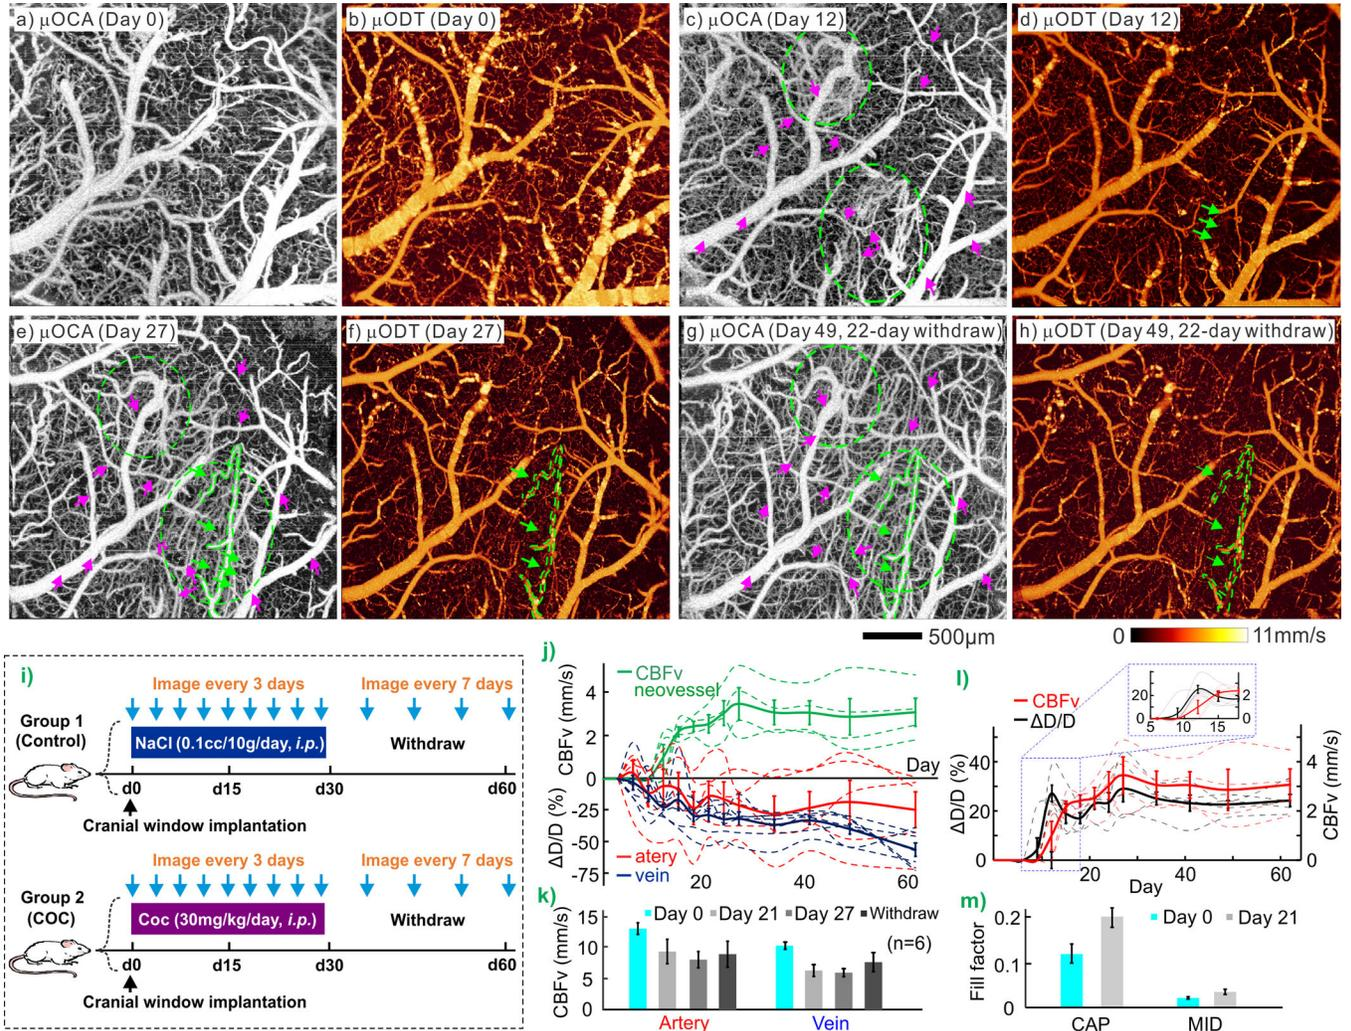 a) µOCA (Day 0)
b) µODT (Day 0)
c) µOCA (Day 12)
d) µODT (Day 12)
e) µOCA (Day 27)
f) µODT (Day 27)
g) µOCA (Day 49, 22-day withdraw)
h) µODT (Day 49, 22-day withdraw)
500µm
0 11mm/s
i)
Image every 3 days Image every 7 days
Group 1
(Control)
NaCl (0.1cc/10g/day, i.p.)
Withdraw
d0 d15 d30 d60
Cranial window implantation
Image every 3 days Image every 7 days
Group 2
(COC)
Coc (30mg/kg/day, i.p.)
Withdraw
d0 d15 d30 d60
Cranial window implantation
j)
CBFv
neovessel
CBFv (mm/s)
4
2
0
Day
ΔD/D (%)
-25
-50
-75
atery
vein
20 40 61
k)
Day 0 Day 21 Day 27 Withdraw
(n=6)
CBFv (mm/s)
15
10
5
0
Artery Vein
l)
CBFv
ΔD/D
20
0
2
0
5 10 15
ΔD/D (%)
40
20
0
CBFv (mm/s)
4
2
0
20 40 60
Day
m)
Day 0 Day 21
Fill factor
0.2
0.1
0
CAP MID